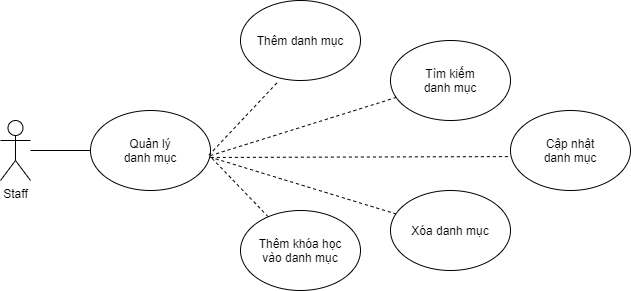 Thêm danh mục
Tìm kiếm
danh mục
Quản lý
danh mục
Cập nhật
danh mục
Staff
Thêm khóa học
vào danh mục
Xóa danh mục